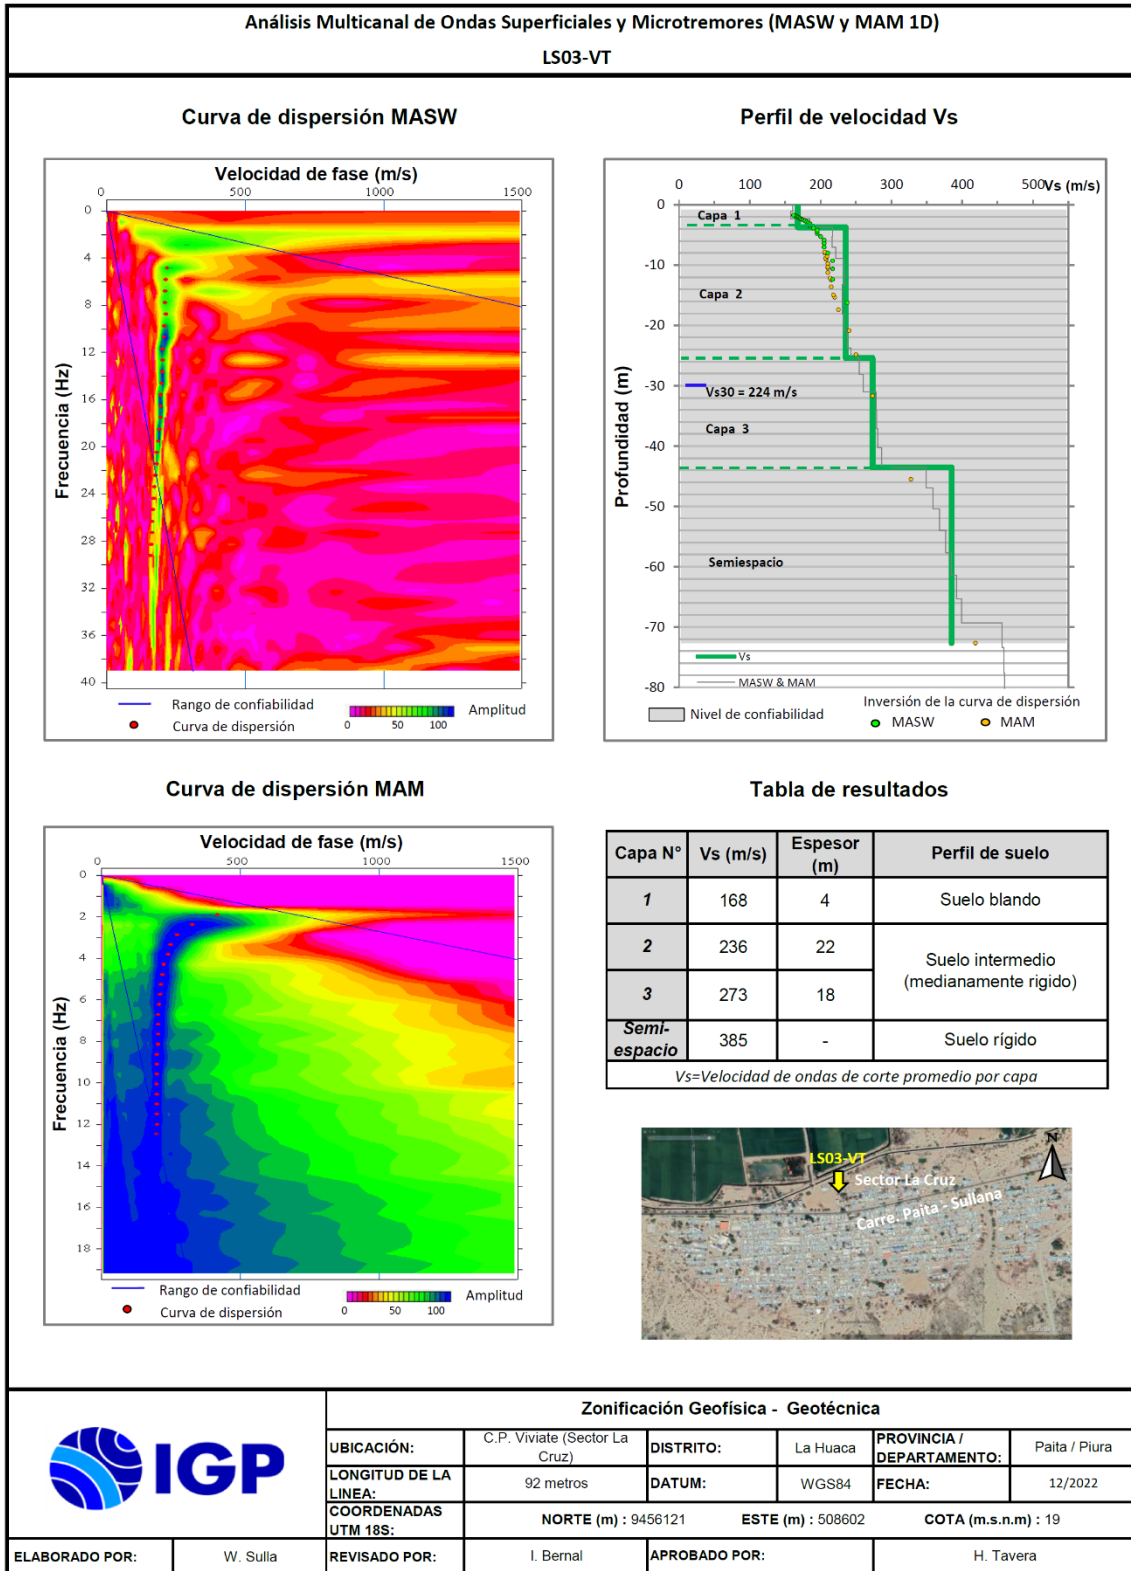 Análisis Multicanal de Ondas Superficiales y Microtremores (MASW y MAM 1D)
LS03-VT
Curva de dispersión MASW
Velocidad de fase (m/s)
0 500 1000 1500
Frecuencia (Hz)
0
4
8
12
16
20
24
28
32
36
40
Rango de confiabilidad
Curva de dispersión
0 50 100
Amplitud
Perfil de velocidad Vs
0 100 200 300 400 500 Vs (m/s)
Profundidad (m)
0
-10
-20
-30
-40
-50
-60
-70
-80
Capa 1
Capa 2
Vs30 = 224 m/s
Capa 3
Semiespacio
Vs
MASW & MAM
Nivel de confiabilidad
Inversión de la curva de dispersión
MASW MAM
Curva de dispersión MAM
Velocidad de fase (m/s)
0 500 1000 1500
Frecuencia (Hz)
0
2
4
6
8
10
12
14
16
18
Rango de confiabilidad
Curva de dispersión
0 50 100
Amplitud
Tabla de resultados
Capa N° Vs (m/s) Espesor (m) Perfil de suelo
1 168 4 Suelo blando
2 236 22 Suelo intermedio (medianamente rigido)
3 273 18
Semi-espacio 385 - Suelo rígido
Vs=Velocidad de ondas de corte promedio por capa
LS03-VT
Sector La Cruz
Carre. Paita - Sullana
N
IGP
Zonificación Geofísica - Geotécnica
UBICACIÓN: C.P. Viviate (Sector La Cruz) DISTRITO: La Huaca PROVINCIA / DEPARTAMENTO: Paita / Piura
LONGITUD DE LA LINEA: 92 metros DATUM: WGS84 FECHA: 12/2022
COORDENADAS UTM 18S: NORTE (m) : 9456121 ESTE (m) : 508602 COTA (m.s.n.m) : 19
ELABORADO POR: W. Sulla REVISADO POR: I. Bernal APROBADO POR: H. Tavera